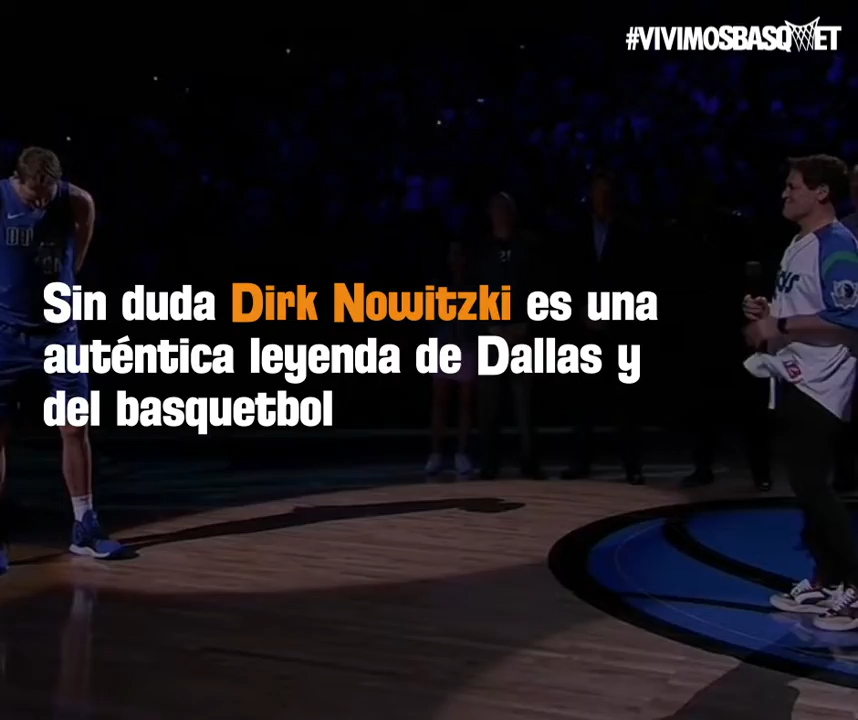 #VIVIMOSBASQUET
Sin duda Dirk Nowitzki es una
auténtica leyenda de Dallas y
del basquetbol